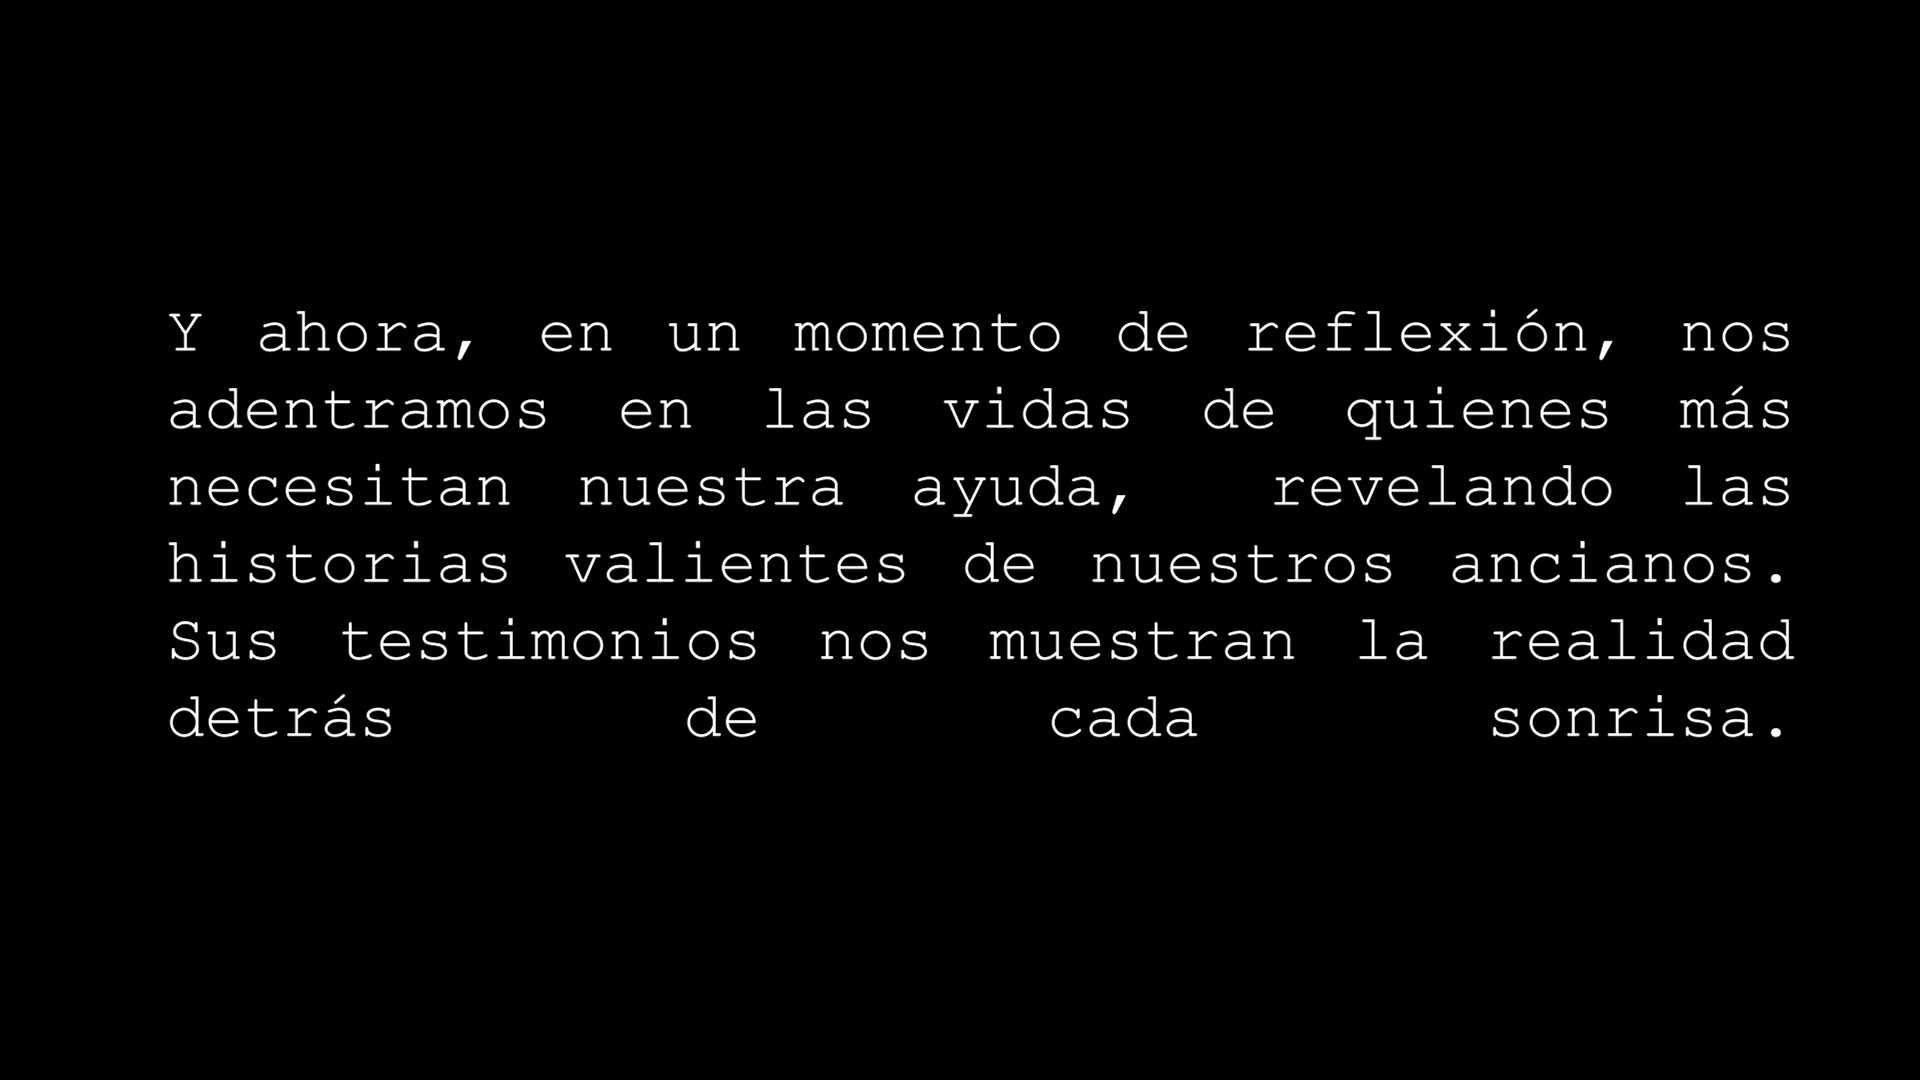 Y ahora, en un momento de reflexión, nos
adentramos en las vidas de quienes más
necesitan nuestra ayuda, revelando las
historias valientes de nuestros ancianos.
Sus testimonios nos muestran la realidad
detrás de cada sonrisa.